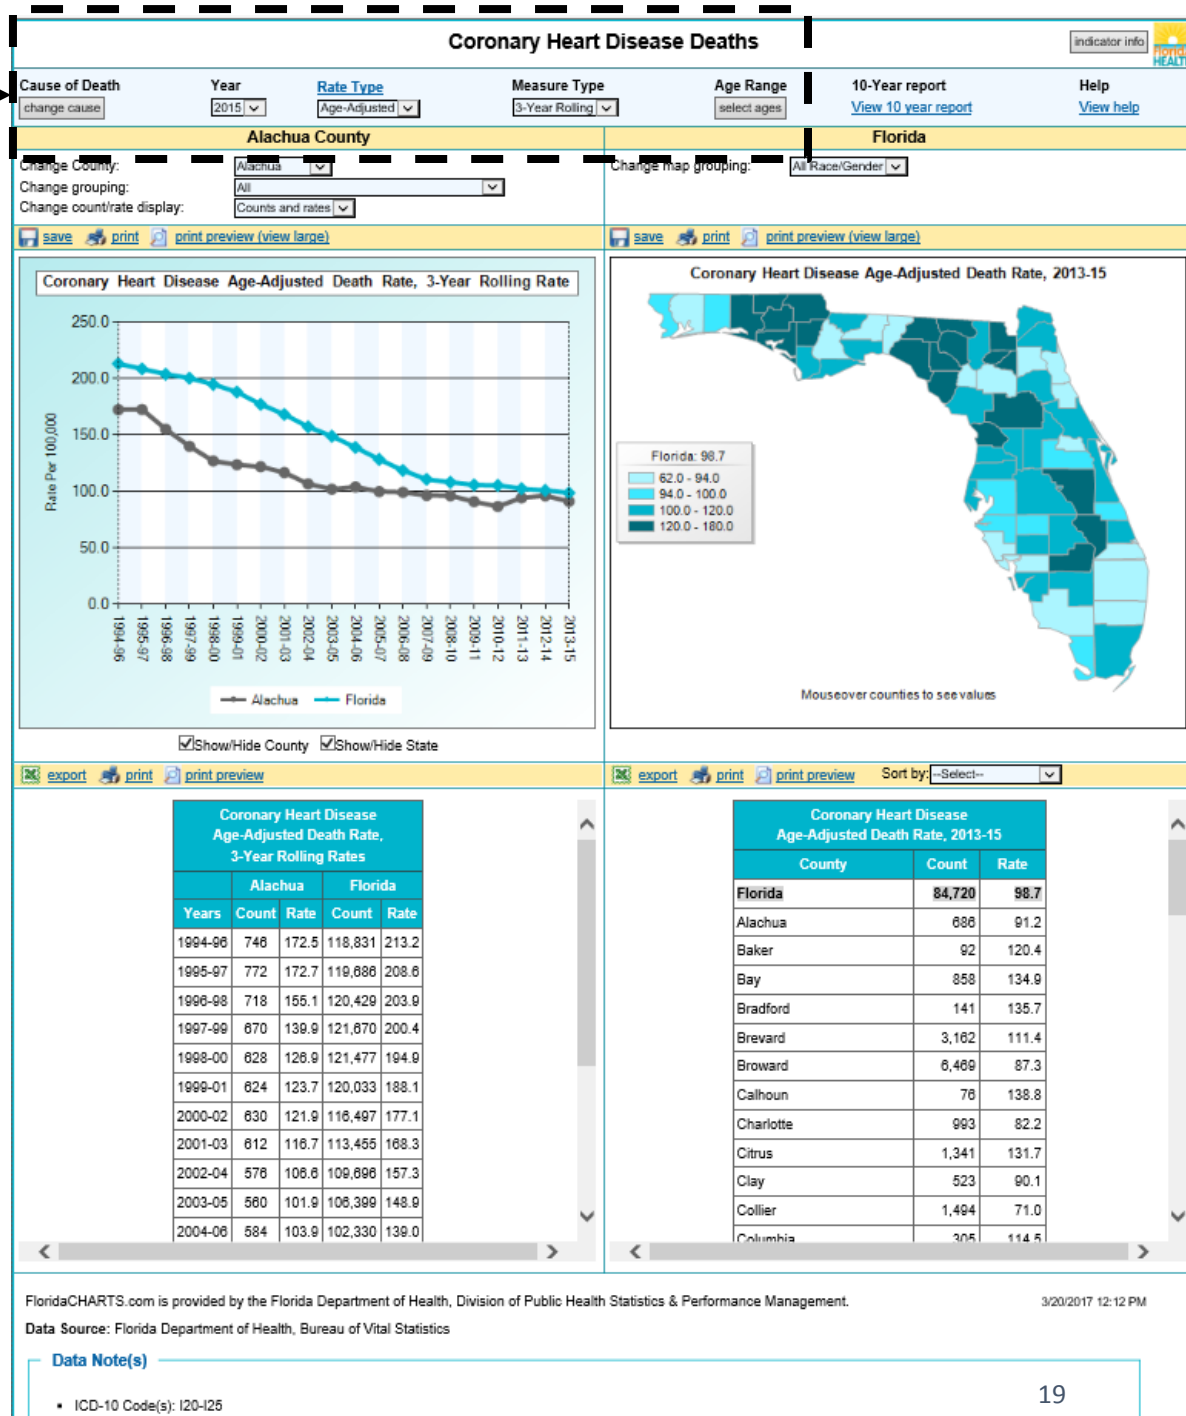 Coronary Heart Disease Deaths
indicator info
Florida
HEALTH
Cause of Death Year Rate Type Measure Type Age Range 10-Year report Help
change cause 2015 Age-Adjusted 3-Year Rolling select ages View 10 year report View help
Alachua County Florida
Change County: Alachua
Change grouping: All
Change count/rate display: Counts and rates
Change map grouping: All Race/Gender
save print print preview (view large)
save print print preview (view large)
Coronary Heart Disease Age-Adjusted Death Rate, 3-Year Rolling Rate
250.0
200.0
150.0
100.0
50.0
0.0
Rate Per 100,000
1994-96
1995-97
1996-98
1997-99
1998-00
1999-01
2000-02
2001-03
2002-04
2003-05
2004-06
2005-07
2006-08
2007-09
2008-10
2009-11
2010-12
2011-13
2012-14
2013-15
Alachua Florida
Show/Hide County Show/Hide State
Coronary Heart Disease Age-Adjusted Death Rate, 2013-15
Florida: 98.7
62.0 - 94.0
94.0 - 100.0
100.0 - 120.0
120.0 - 180.0
Mouseover counties to see values
export print print preview
export print print preview Sort by: --Select--
Coronary Heart Disease
Age-Adjusted Death Rate,
3-Year Rolling Rates
Alachua Florida
Years Count Rate Count Rate
1994-96 746 172.5 118,831 213.2
1995-97 772 172.7 119,686 208.6
1996-98 718 155.1 120,429 203.9
1997-99 670 139.9 121,670 200.4
1998-00 628 126.9 121,477 194.9
1999-01 624 123.7 120,033 188.1
2000-02 630 121.9 116,497 177.1
2001-03 612 116.7 113,455 168.3
2002-04 576 106.6 109,696 157.3
2003-05 560 101.9 106,399 148.9
2004-06 584 103.9 102,330 139.0
Coronary Heart Disease
Age-Adjusted Death Rate, 2013-15
County Count Rate
Florida 84,720 98.7
Alachua 686 91.2
Baker 92 120.4
Bay 858 134.9
Bradford 141 135.7
Brevard 3,162 111.4
Broward 6,469 87.3
Calhoun 76 138.8
Charlotte 993 82.2
Citrus 1,341 131.7
Clay 523 90.1
Collier 1,494 71.0
Columbia 305 114.5
FloridaCHARTS.com is provided by the Florida Department of Health, Division of Public Health Statistics & Performance Management. 3/20/2017 12:12 PM
Data Source: Florida Department of Health, Bureau of Vital Statistics
Data Note(s)
• ICD-10 Code(s): I20-I25
19